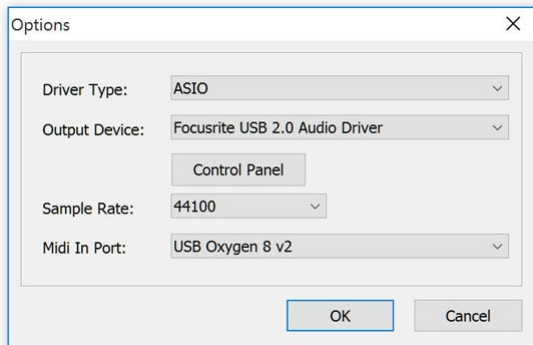 Options
Driver Type: ASIO
Output Device: Focusrite USB 2.0 Audio Driver
Control Panel
Sample Rate: 44100
Midi In Port: USB Oxygen 8 v2
OK Cancel